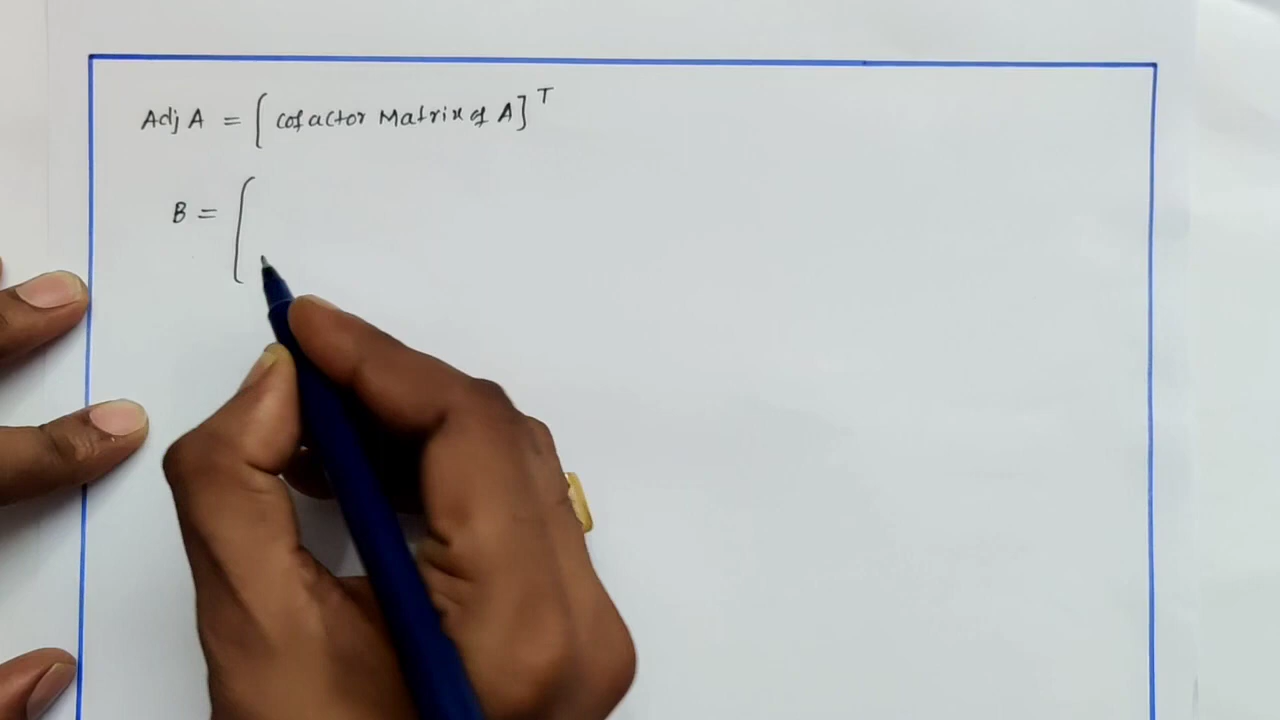 Adj A = [ cofactor Matrix of A]ᵀ
B = [